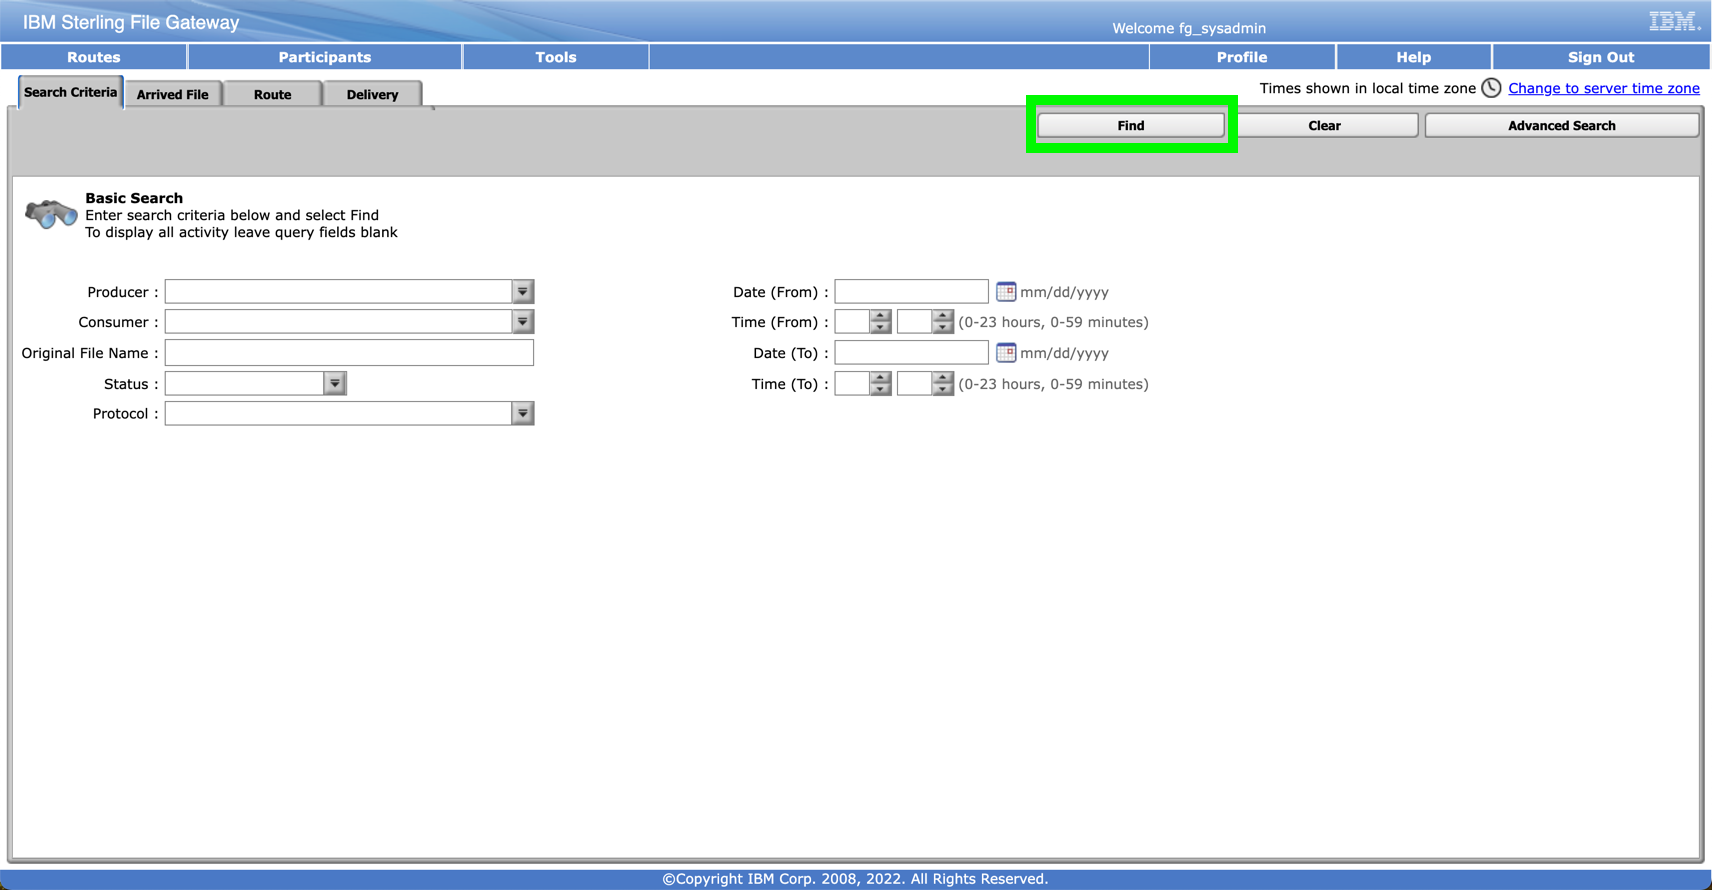 IBM Sterling File Gateway
Welcome fg_sysadmin
IBM.
Routes Participants Tools Profile Help Sign Out
Search Criteria Arrived File Route Delivery
Times shown in local time zone Change to server time zone
Find Clear Advanced Search
Basic Search
Enter search criteria below and select Find
To display all activity leave query fields blank
Producer : Date (From) : mm/dd/yyyy
Consumer : Time (From) : (0-23 hours, 0-59 minutes)
Original File Name : Date (To) : mm/dd/yyyy
Status : Time (To) : (0-23 hours, 0-59 minutes)
Protocol :
©Copyright IBM Corp. 2008, 2022. All Rights Reserved.